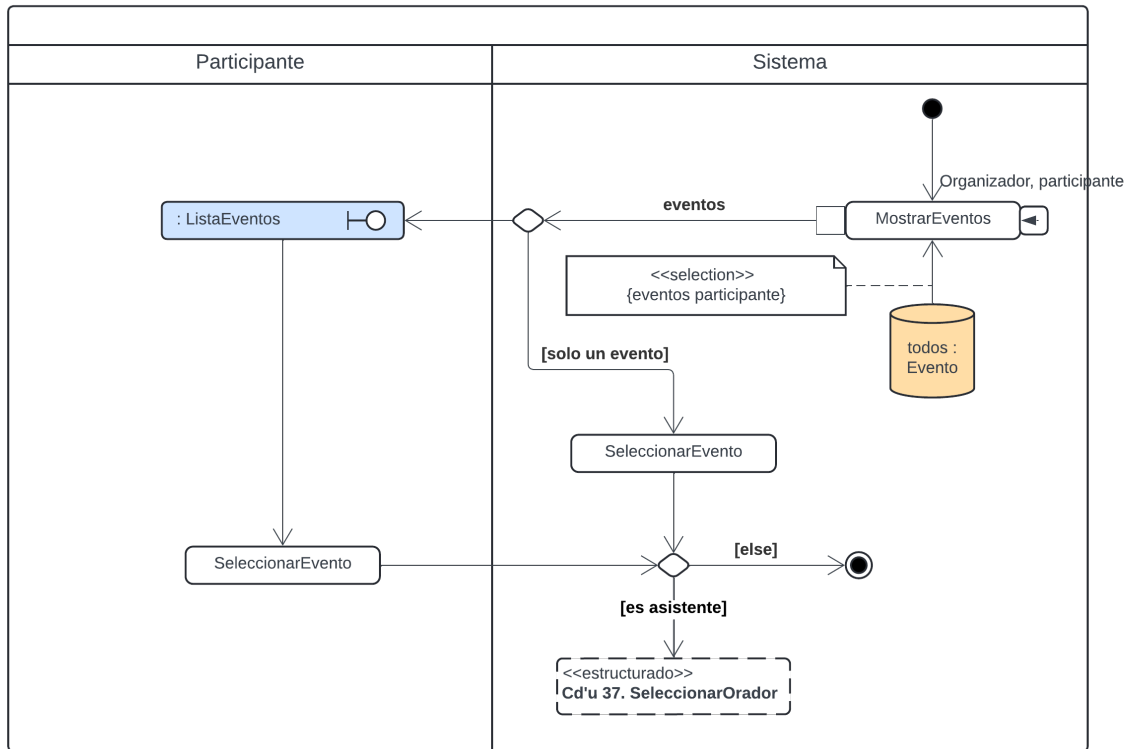 Participante
Sistema
Organizador, participante
: ListaEventos
eventos
MostrarEventos
<<selection>>
{eventos participante}
todos :
Evento
[solo un evento]
SeleccionarEvento
SeleccionarEvento
[else]
[es asistente]
<<estructurado>>
Cd'u 37. SeleccionarOrador